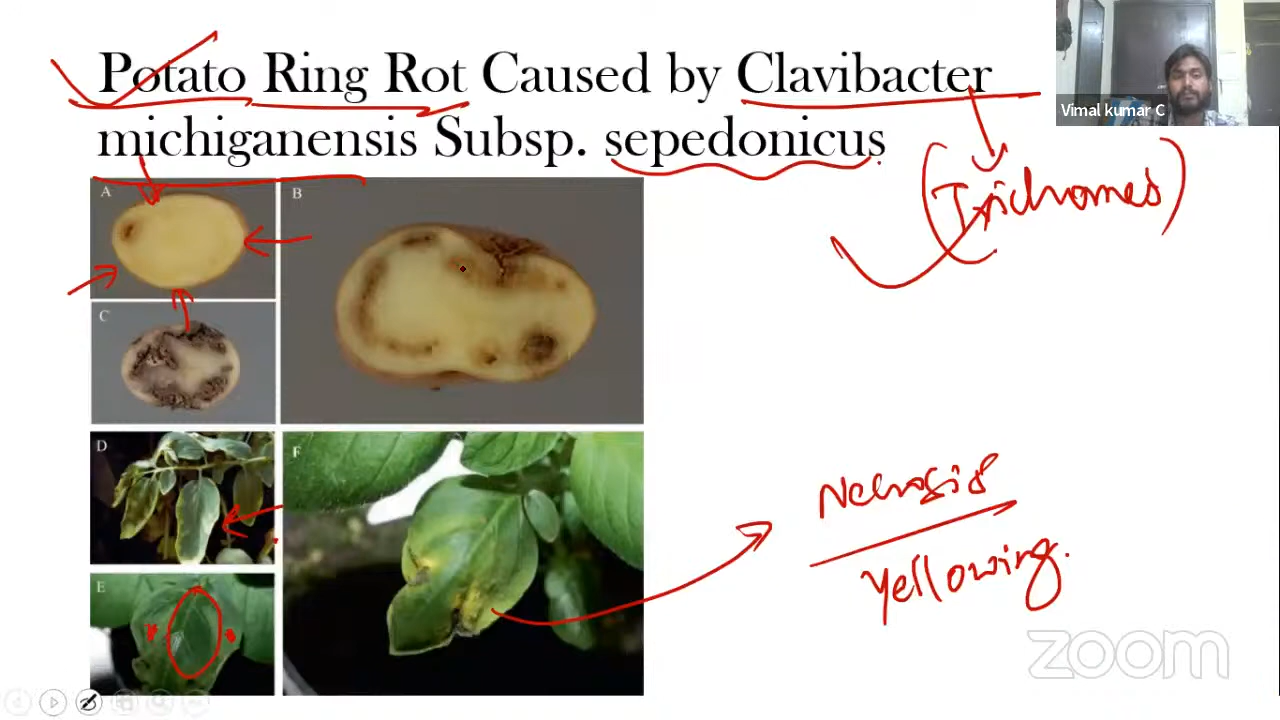 Potato Ring Rot Caused by Clavibacter
michiganensis Subsp. sepedonicus
Vimal kumar C
(Trichomes)
A
B
C
D
E
F
Necrosis
Yellowing.
zoom